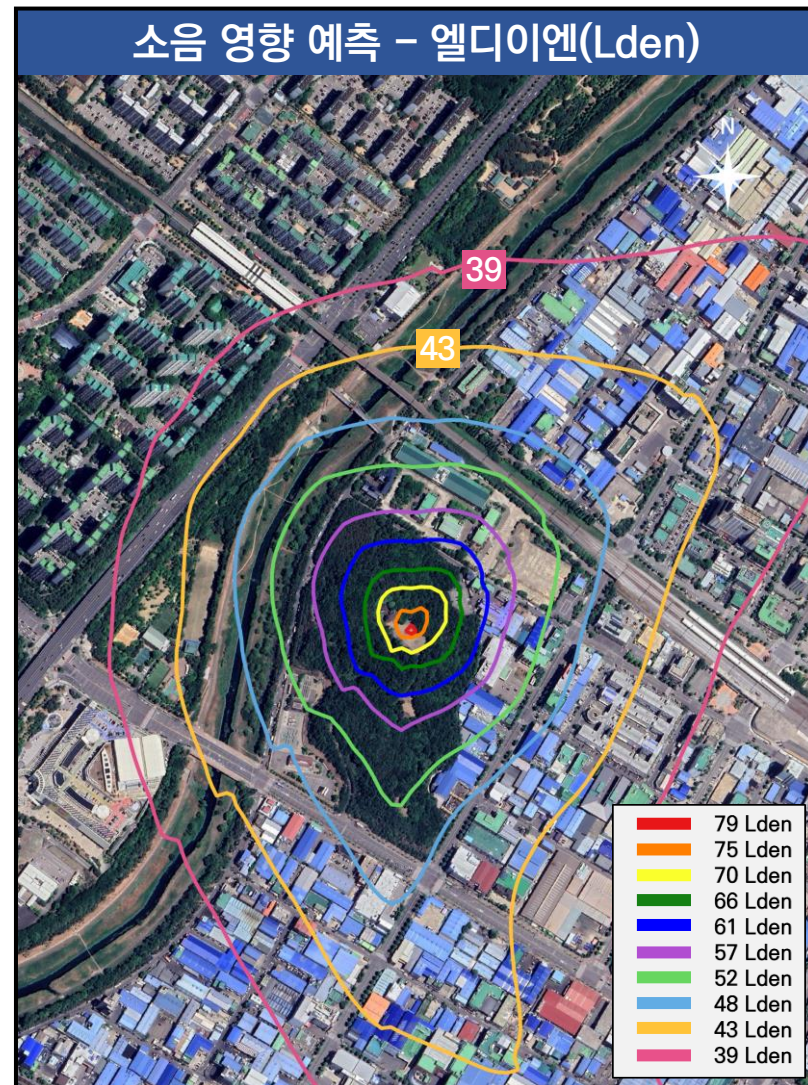 소음 영향 예측 – 엘디이엔(Lden)
N
39
43
79 Lden
75 Lden
70 Lden
66 Lden
61 Lden
57 Lden
52 Lden
48 Lden
43 Lden
39 Lden